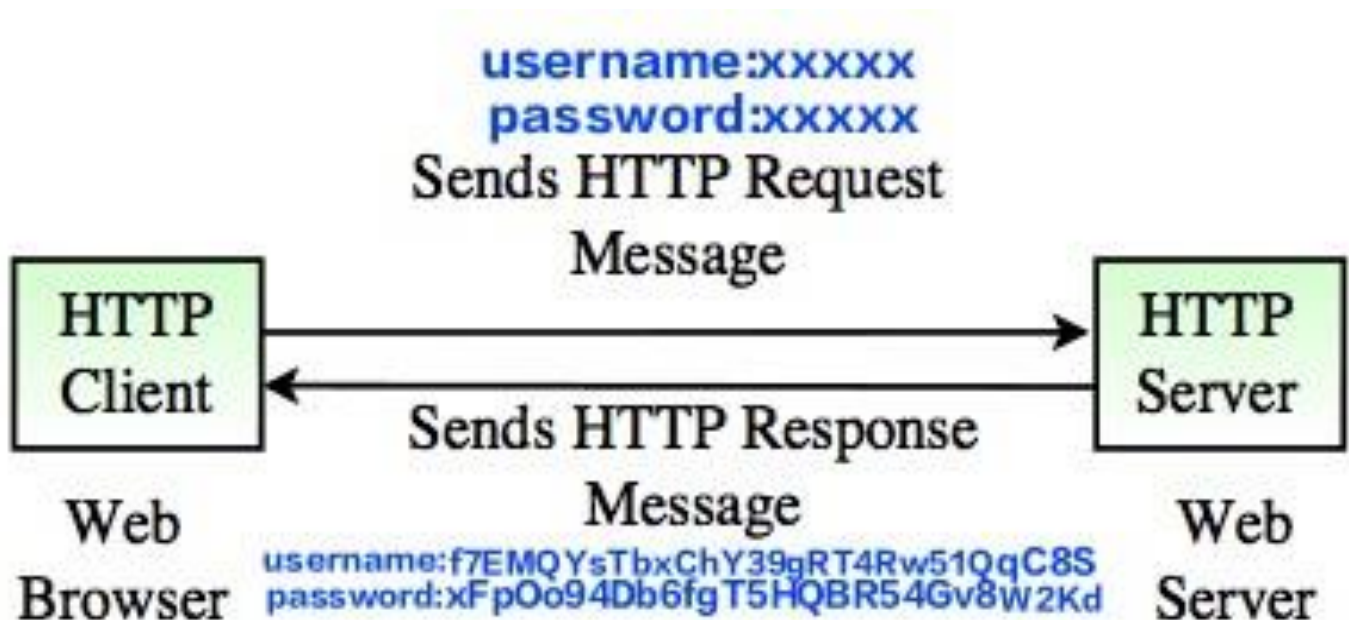 username:xxxxx
password:xxxxx
Sends HTTP Request
Message
HTTP
Client
HTTP
Server
Sends HTTP Response
Message
Web
Browser
Web
Server
username:f7EMQYsTbxChY39gRT4Rw51QqC8S
password:xFpOo94Db6fgT5HQBR54Gv8W2Kd